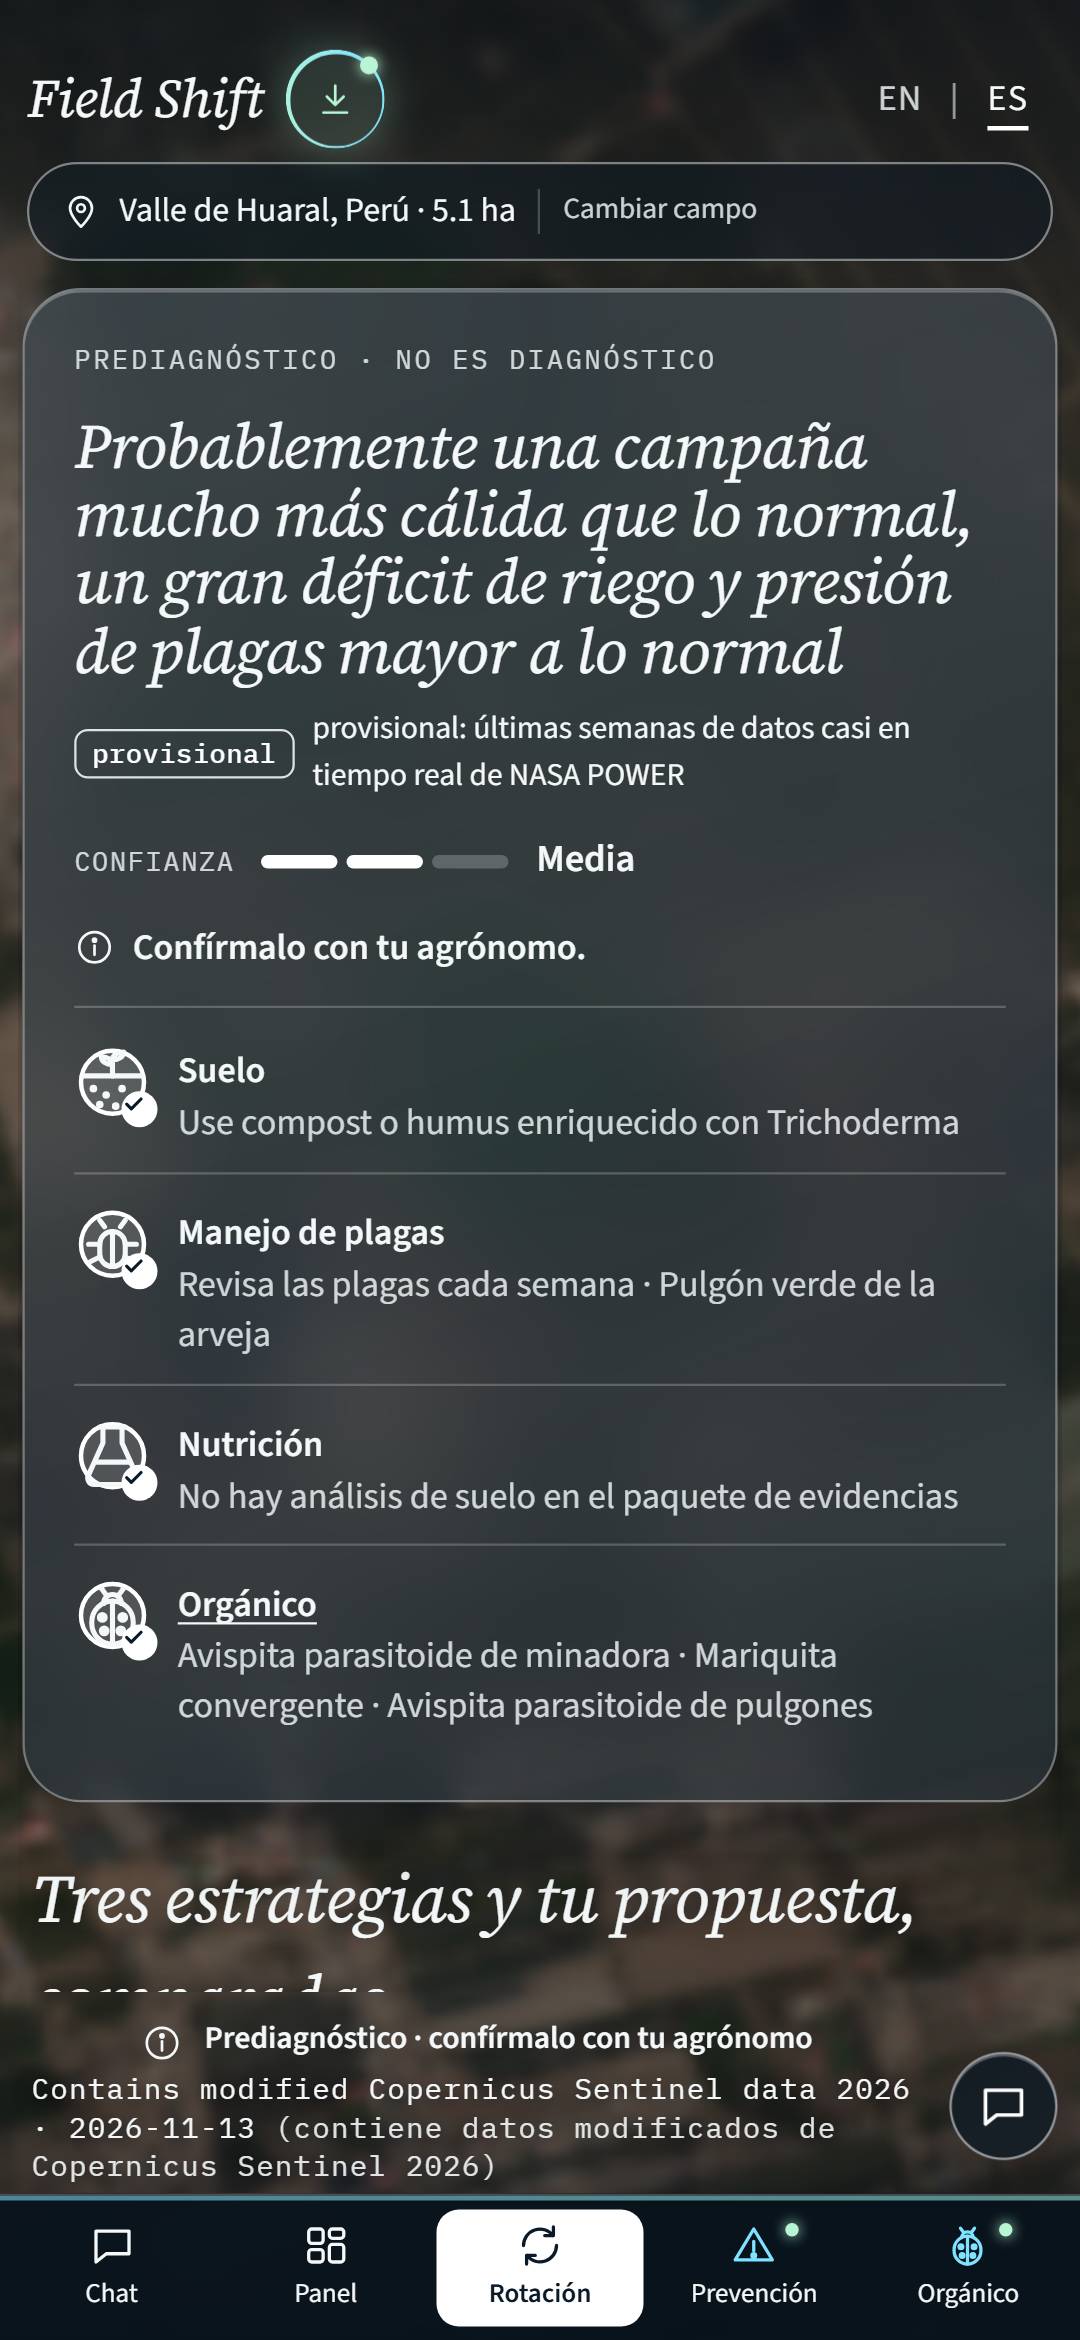 Field Shift
EN | ES
Valle de Huaral, Perú · 5.1 ha | Cambiar campo
PREDIAGNÓSTICO · NO ES DIAGNÓSTICO
Probablemente una campaña
mucho más cálida que lo normal,
un gran déficit de riego y presión
de plagas mayor a lo normal
provisional
provisional: últimas semanas de datos casi en
tiempo real de NASA POWER
CONFIANZA
Media
Confírmalo con tu agrónomo.
Suelo
Use compost o humus enriquecido con Trichoderma
Manejo de plagas
Revisa las plagas cada semana · Pulgón verde de la
arveja
Nutrición
No hay análisis de suelo en el paquete de evidencias
Orgánico
Avispita parasitoide de minadora · Mariquita
convergente · Avispita parasitoide de pulgones
Tres estrategias y tu propuesta,
Prediagnóstico · confírmalo con tu agrónomo
Contains modified Copernicus Sentinel data 2026
· 2026-11-13 (contiene datos modificados de
Copernicus Sentinel 2026)
Chat
Panel
Rotación
Prevención
Orgánico